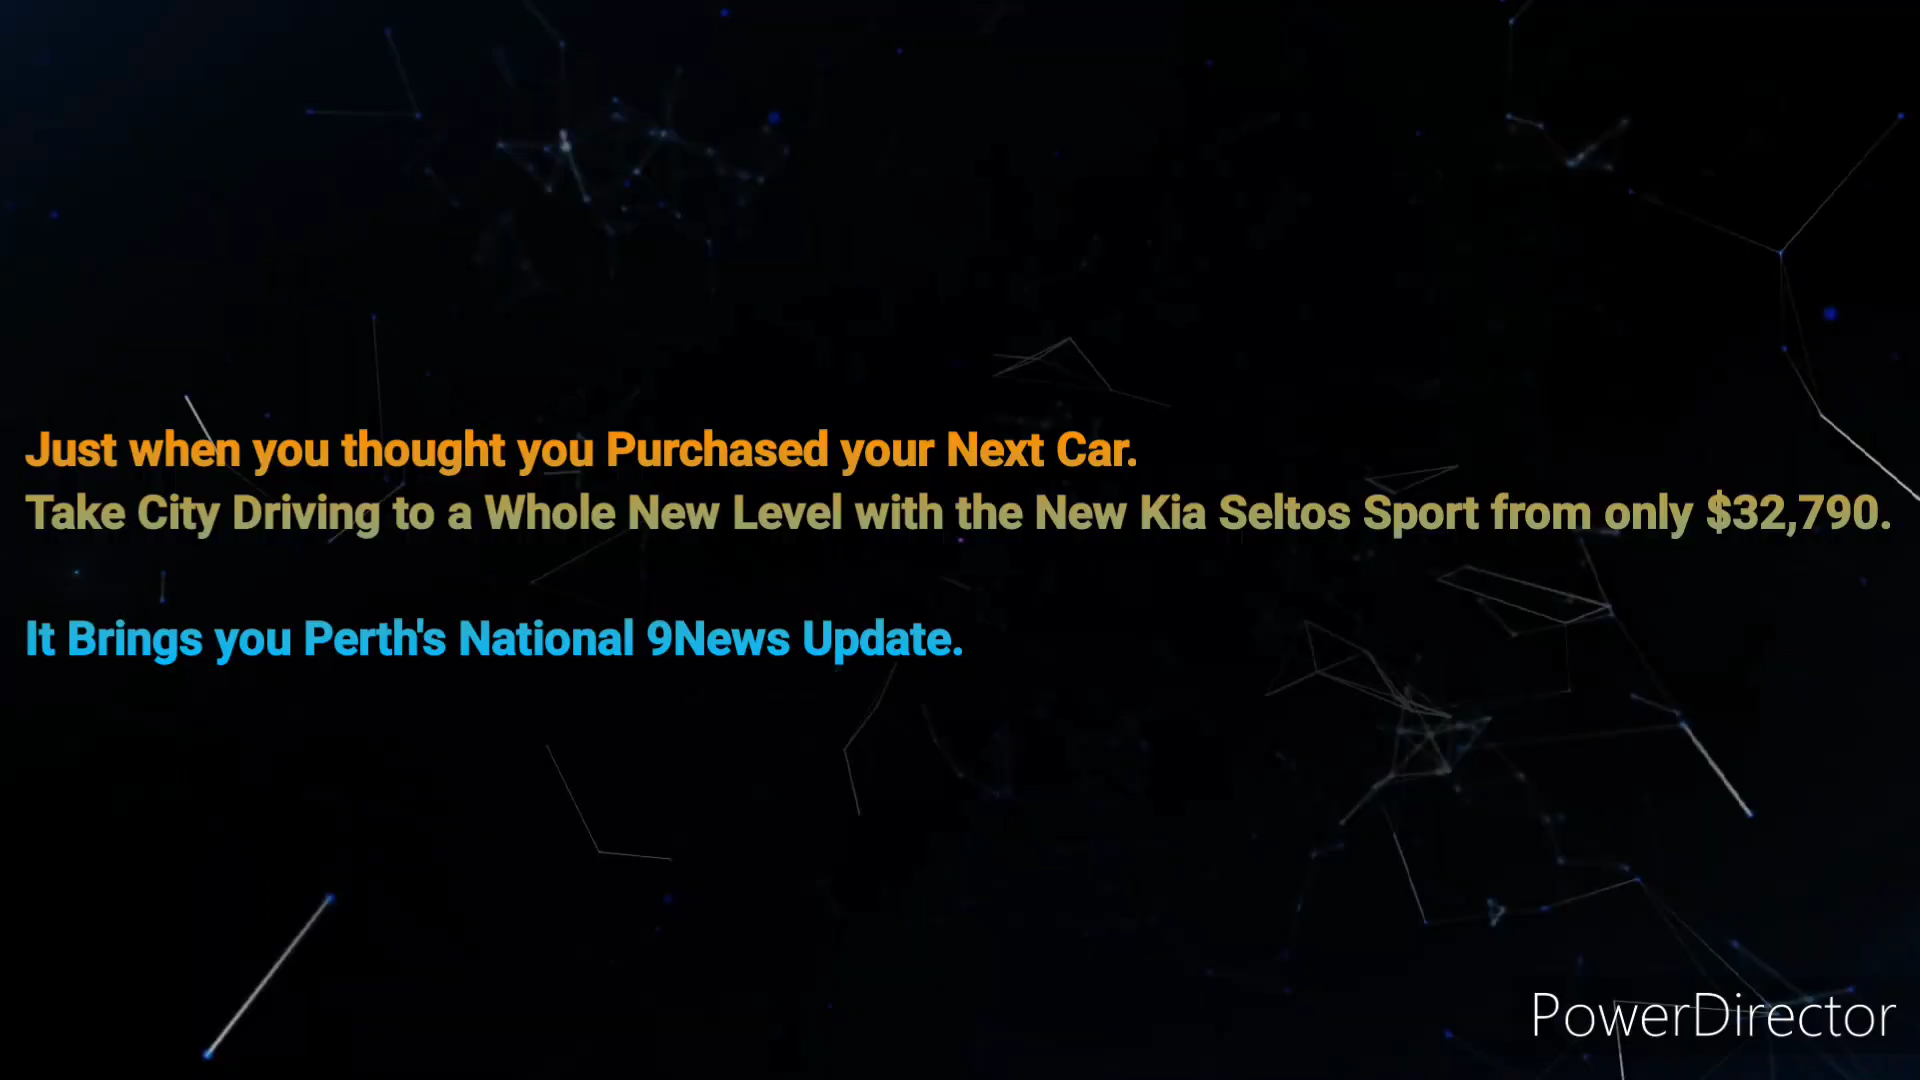 Just when you thought you Purchased your Next Car.
Take City Driving to a Whole New Level with the New Kia Seltos Sport from only $32,790.
It Brings you Perth's National 9News Update.
PowerDirector